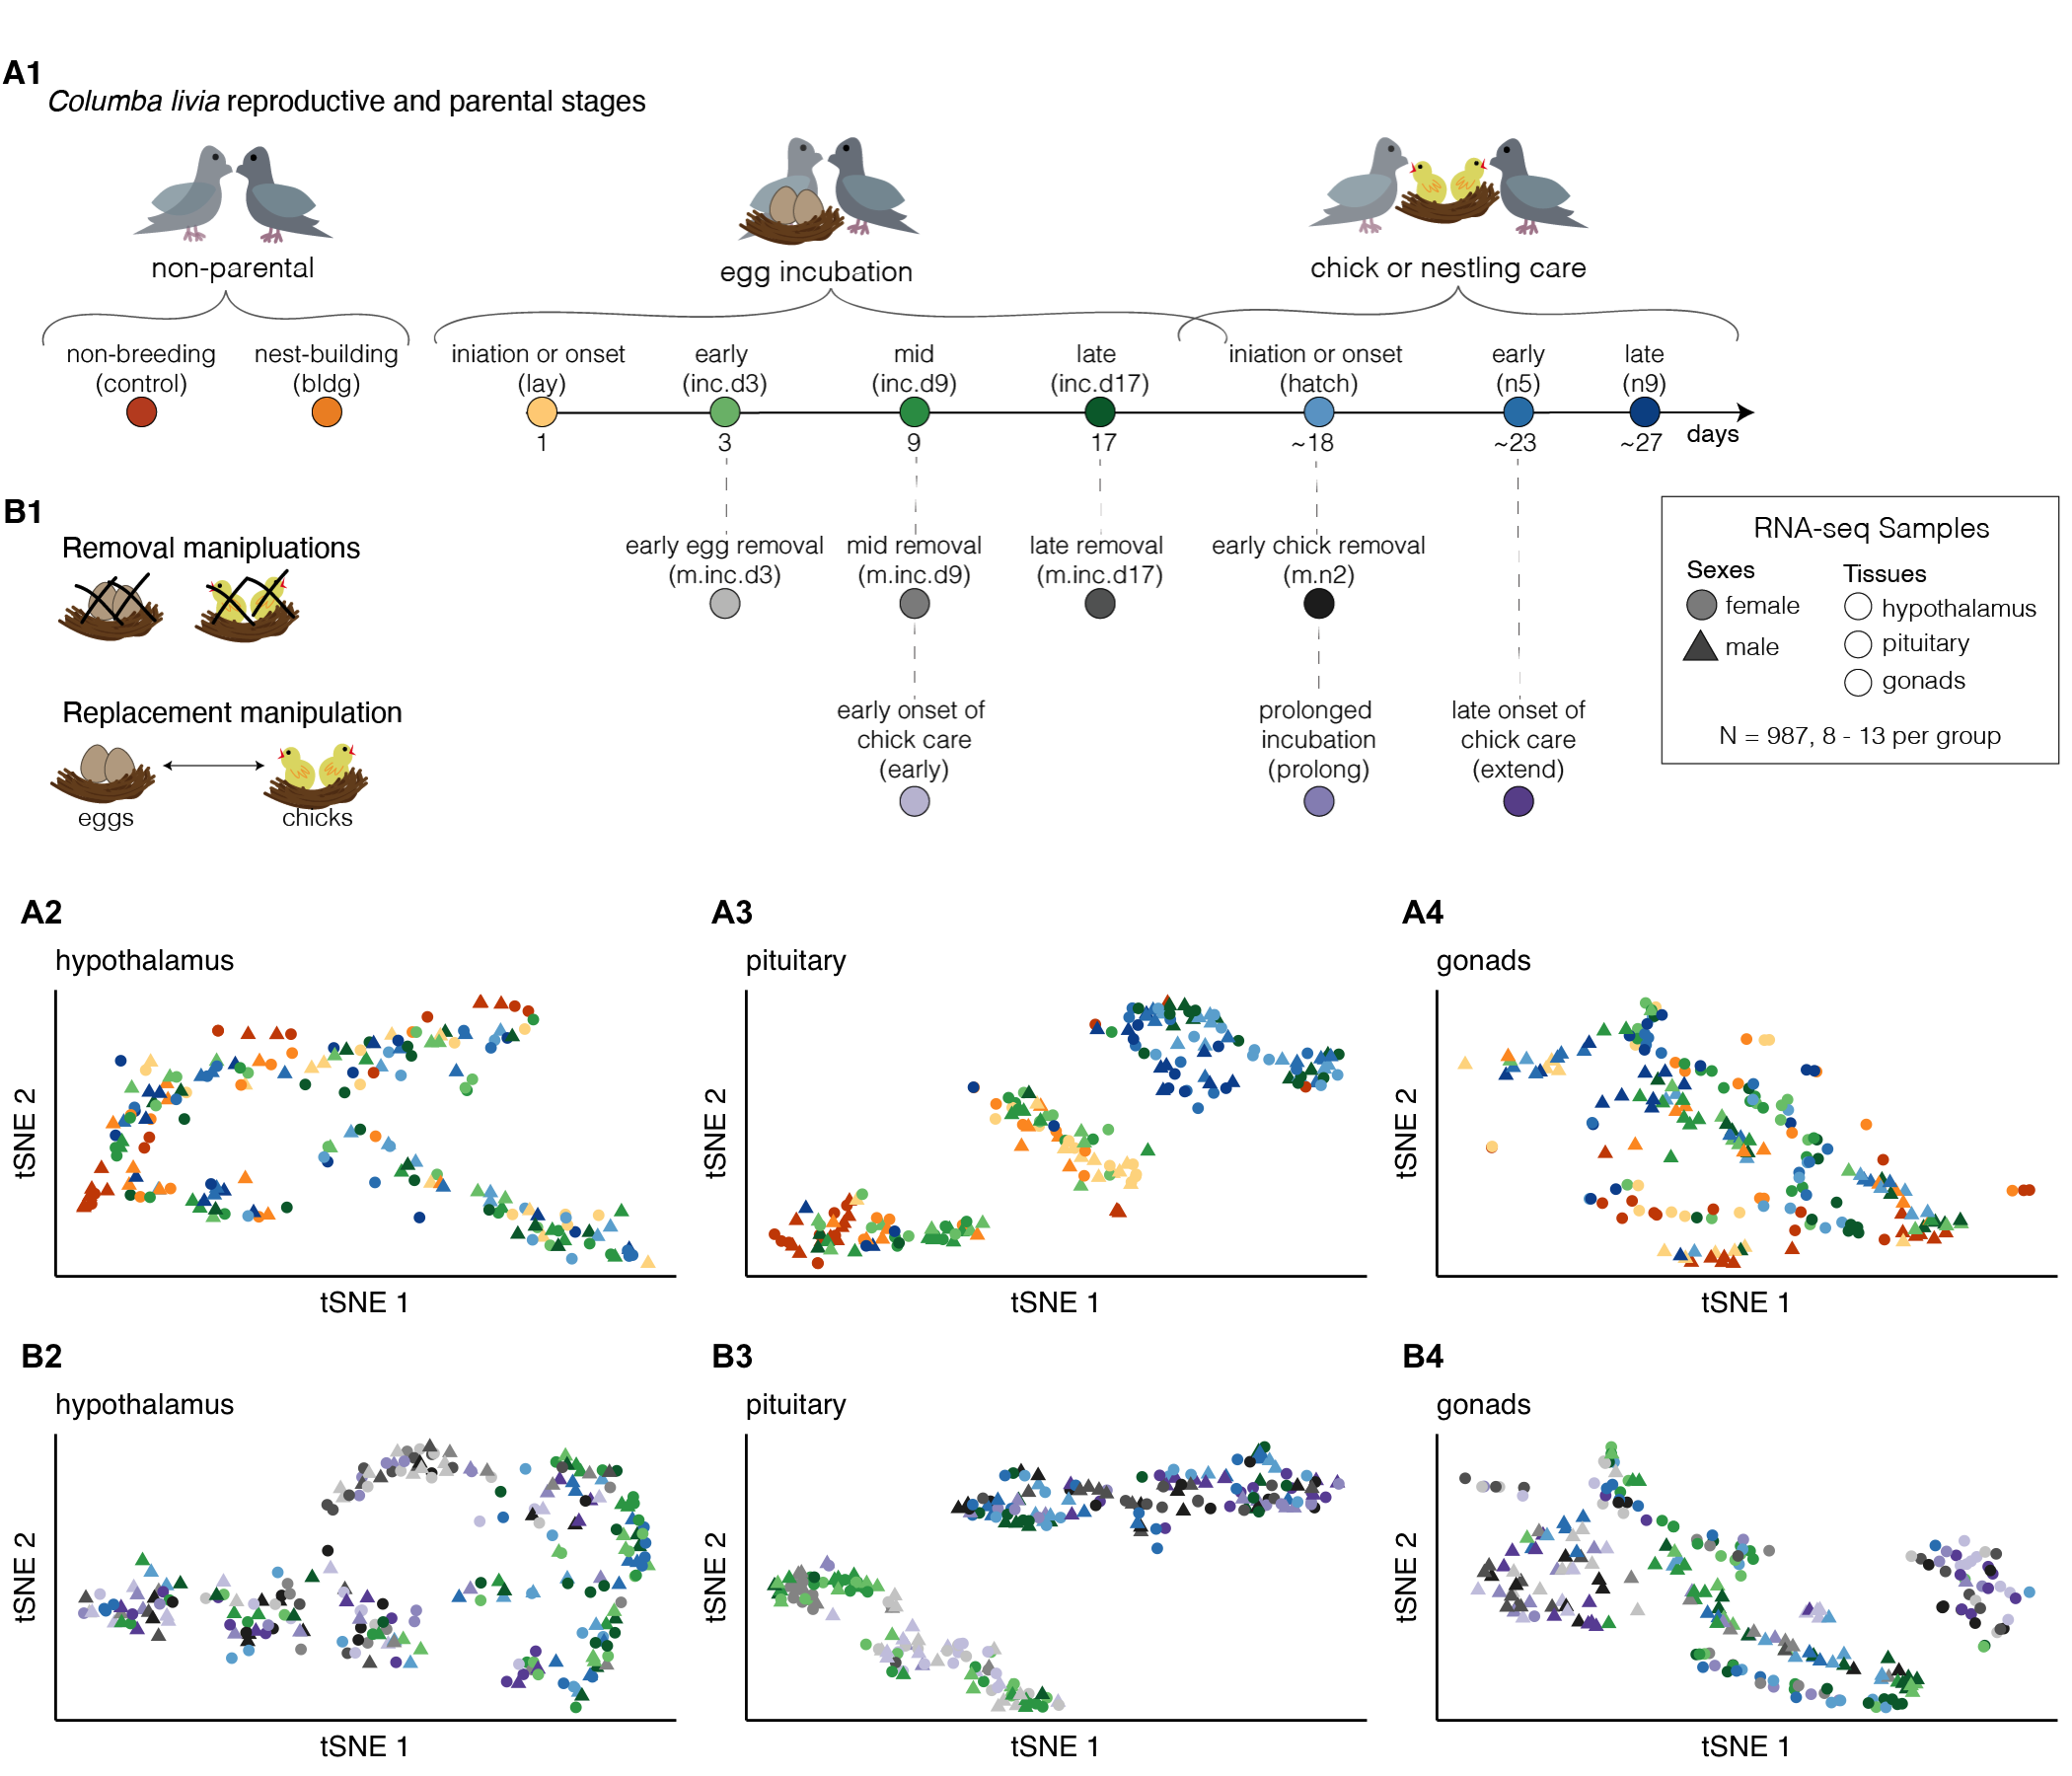 A1
Columba livia reproductive and parental stages
non-parental
egg incubation
chick or nestling care
non-breeding
(control)
nest-building
(bldg)
iniation or onset
(lay)
early
(inc.d3)
mid
(inc.d9)
late
(inc.d17)
iniation or onset
(hatch)
early
(n5)
late
(n9)
1
3
9
17
~18
~23
~27
days
B1
Removal manipluations
early egg removal
(m.inc.d3)
mid removal
(m.inc.d9)
late removal
(m.inc.d17)
early chick removal
(m.n2)
Replacement manipulation
eggs
chicks
early onset of
chick care
(early)
prolonged
incubation
(prolong)
late onset of
chick care
(extend)
RNA-seq Samples
Sexes
female
male
Tissues
hypothalamus
pituitary
gonads
N = 987, 8 - 13 per group
A2
hypothalamus
tSNE 2
tSNE 1
A3
pituitary
tSNE 2
tSNE 1
A4
gonads
tSNE 2
tSNE 1
B2
hypothalamus
tSNE 2
tSNE 1
B3
pituitary
tSNE 2
tSNE 1
B4
gonads
tSNE 2
tSNE 1